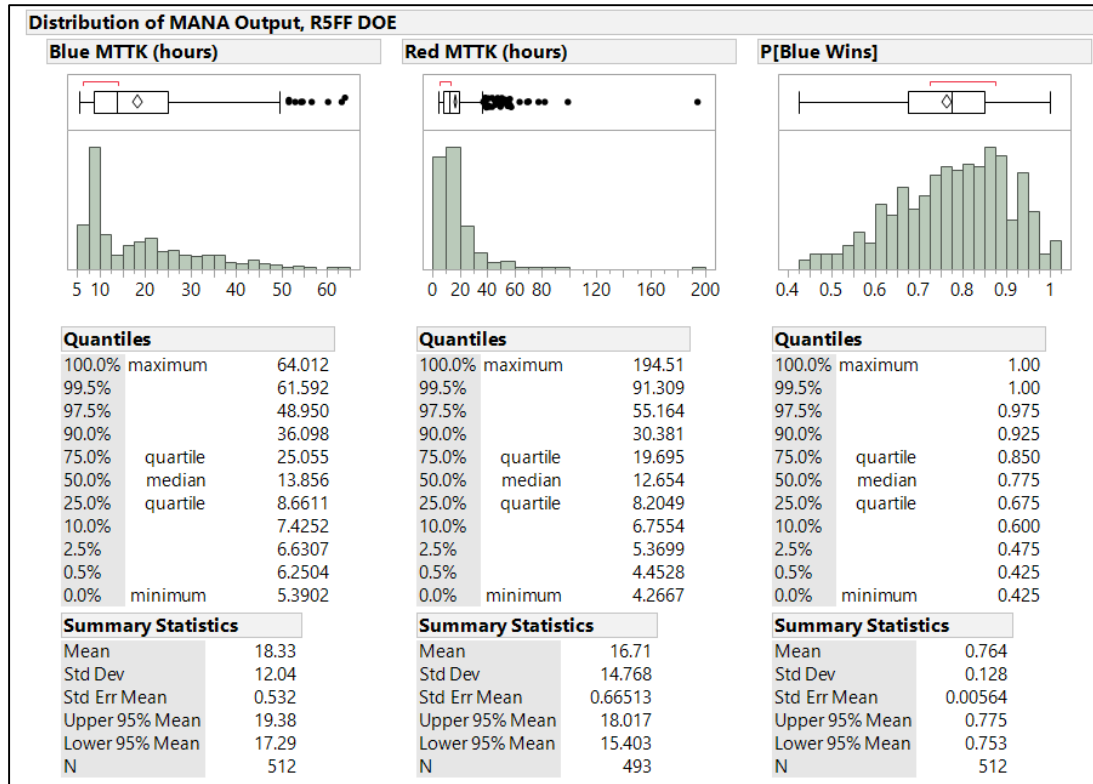 Distribution of MANA Output, R5FF DOE
Blue MTTK (hours) Red MTTK (hours) P[Blue Wins]
5 10 20 30 40 50 60 0 20 40 60 80 120 160 200 0.4 0.5 0.6 0.7 0.8 0.9 1
Quantiles Quantiles Quantiles
100.0% maximum 64.012 100.0% maximum 194.51 100.0% maximum 1.00
99.5% 61.592 99.5% 91.309 99.5% 1.00
97.5% 48.950 97.5% 55.164 97.5% 0.975
90.0% 36.098 90.0% 30.381 90.0% 0.925
75.0% quartile 25.055 75.0% quartile 19.695 75.0% quartile 0.850
50.0% median 13.856 50.0% median 12.654 50.0% median 0.775
25.0% quartile 8.6611 25.0% quartile 8.2049 25.0% quartile 0.675
10.0% 7.4252 10.0% 6.7554 10.0% 0.600
2.5% 6.6307 2.5% 5.3699 2.5% 0.475
0.5% 6.2504 0.5% 4.4528 0.5% 0.425
0.0% minimum 5.3902 0.0% minimum 4.2667 0.0% minimum 0.425
Summary Statistics Summary Statistics Summary Statistics
Mean 18.33 Mean 16.71 Mean 0.764
Std Dev 12.04 Std Dev 14.768 Std Dev 0.128
Std Err Mean 0.532 Std Err Mean 0.66513 Std Err Mean 0.00564
Upper 95% Mean 19.38 Upper 95% Mean 18.017 Upper 95% Mean 0.775
Lower 95% Mean 17.29 Lower 95% Mean 15.403 Lower 95% Mean 0.753
N 512 N 493 N 512